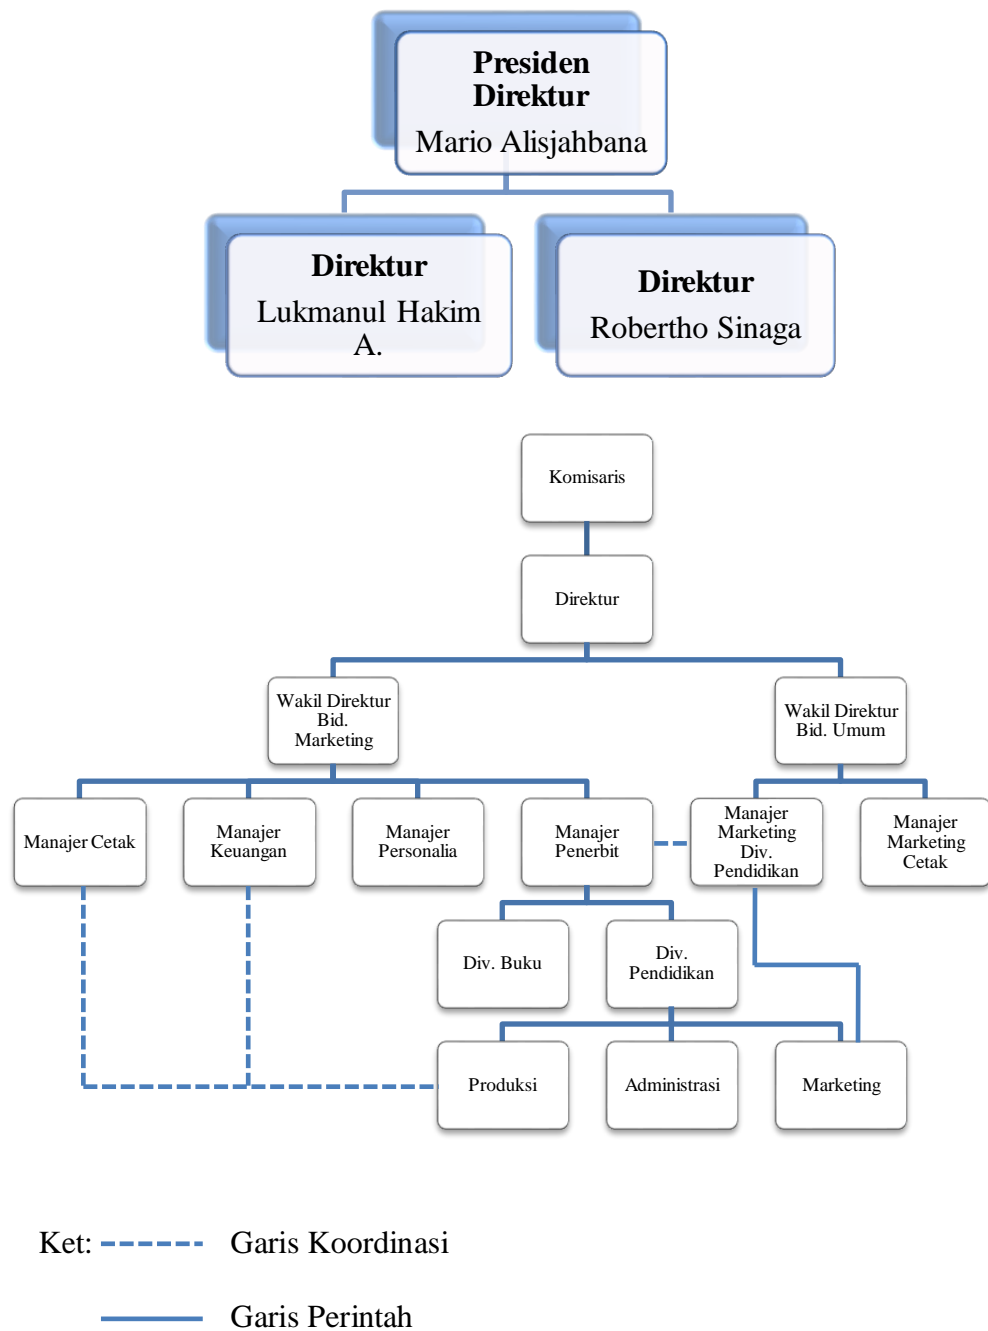 Presiden
Direktur
Mario Alisjahbana
Direktur
Lukmanul Hakim
A.
Direktur
Robertho Sinaga
Komisaris
Direktur
Wakil Direktur
Bid.
Marketing
Wakil Direktur
Bid. Umum
Manajer Cetak
Manajer
Keuangan
Manajer
Personalia
Manajer
Penerbit
Manajer
Marketing
Div.
Pendidikan
Manajer
Marketing
Cetak
Div. Buku
Div.
Pendidikan
Produksi
Administrasi
Marketing
Ket:
Garis Koordinasi
Garis Perintah